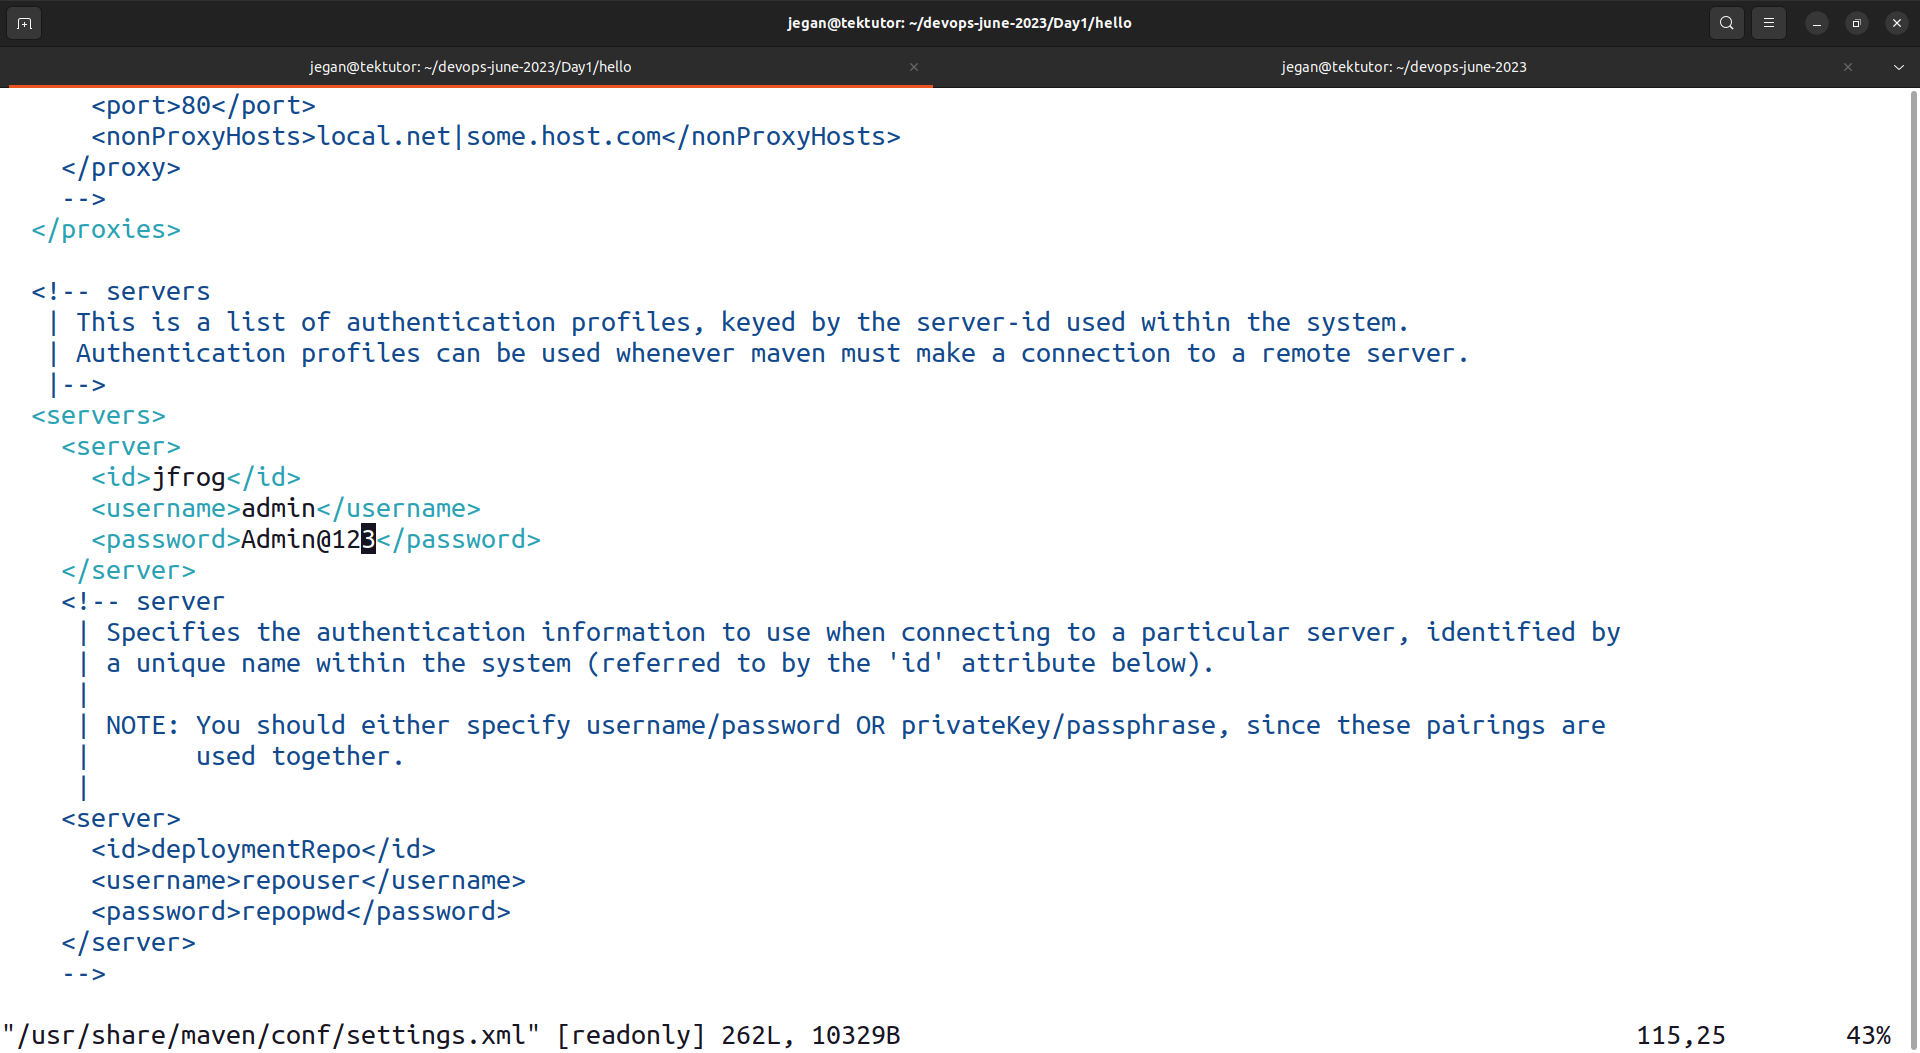 jegan@tektutor: ~/devops-june-2023/Day1/hello
jegan@tektutor: ~/devops-june-2023/Day1/hello
jegan@tektutor: ~/devops-june-2023
      <port>80</port>
      <nonProxyHosts>local.net|some.host.com</nonProxyHosts>
    </proxy>
    -->
  </proxies>

  <!-- servers
   | This is a list of authentication profiles, keyed by the server-id used within the system.
   | Authentication profiles can be used whenever maven must make a connection to a remote server.
   |-->
  <servers>
    <server>
      <id>jfrog</id>
      <username>admin</username>
      <password>Admin@123</password>
    </server>
    <!-- server
     | Specifies the authentication information to use when connecting to a particular server, identified by
     | a unique name within the system (referred to by the 'id' attribute below).
     |
     | NOTE: You should either specify username/password OR privateKey/passphrase, since these pairings are
     |       used together.
     |
    <server>
      <id>deploymentRepo</id>
      <username>repouser</username>
      <password>repopwd</password>
    </server>
    -->

"/usr/share/maven/conf/settings.xml" [readonly] 262L, 10329B 115,25 43%